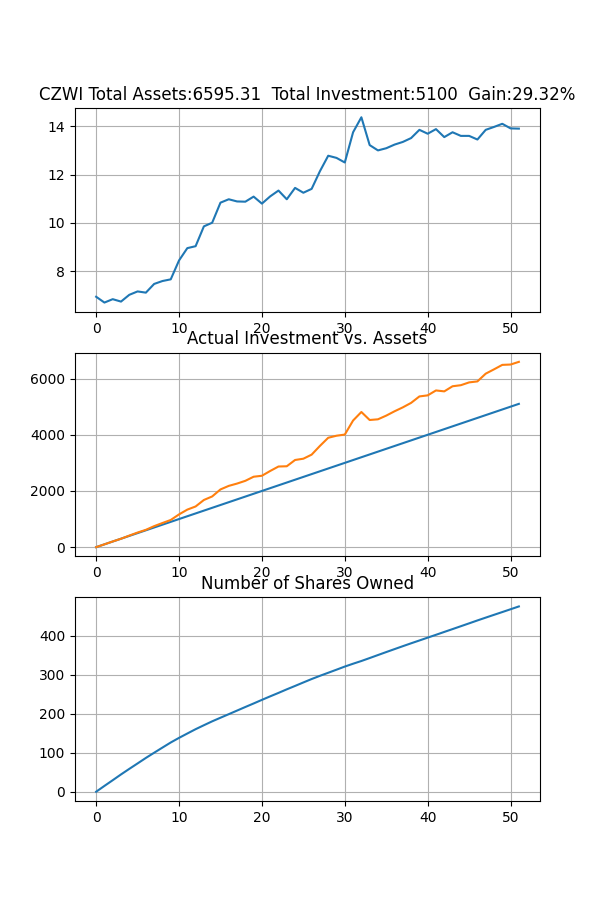 CZWI Total Assets:6595.31  Total Investment:5100  Gain:29.32%
14
12
10
8
0 10 20 30 40 50
Actual Investment vs. Assets
6000
4000
2000
0
0 10 20 30 40 50
Number of Shares Owned
400
300
200
100
0
0 10 20 30 40 50